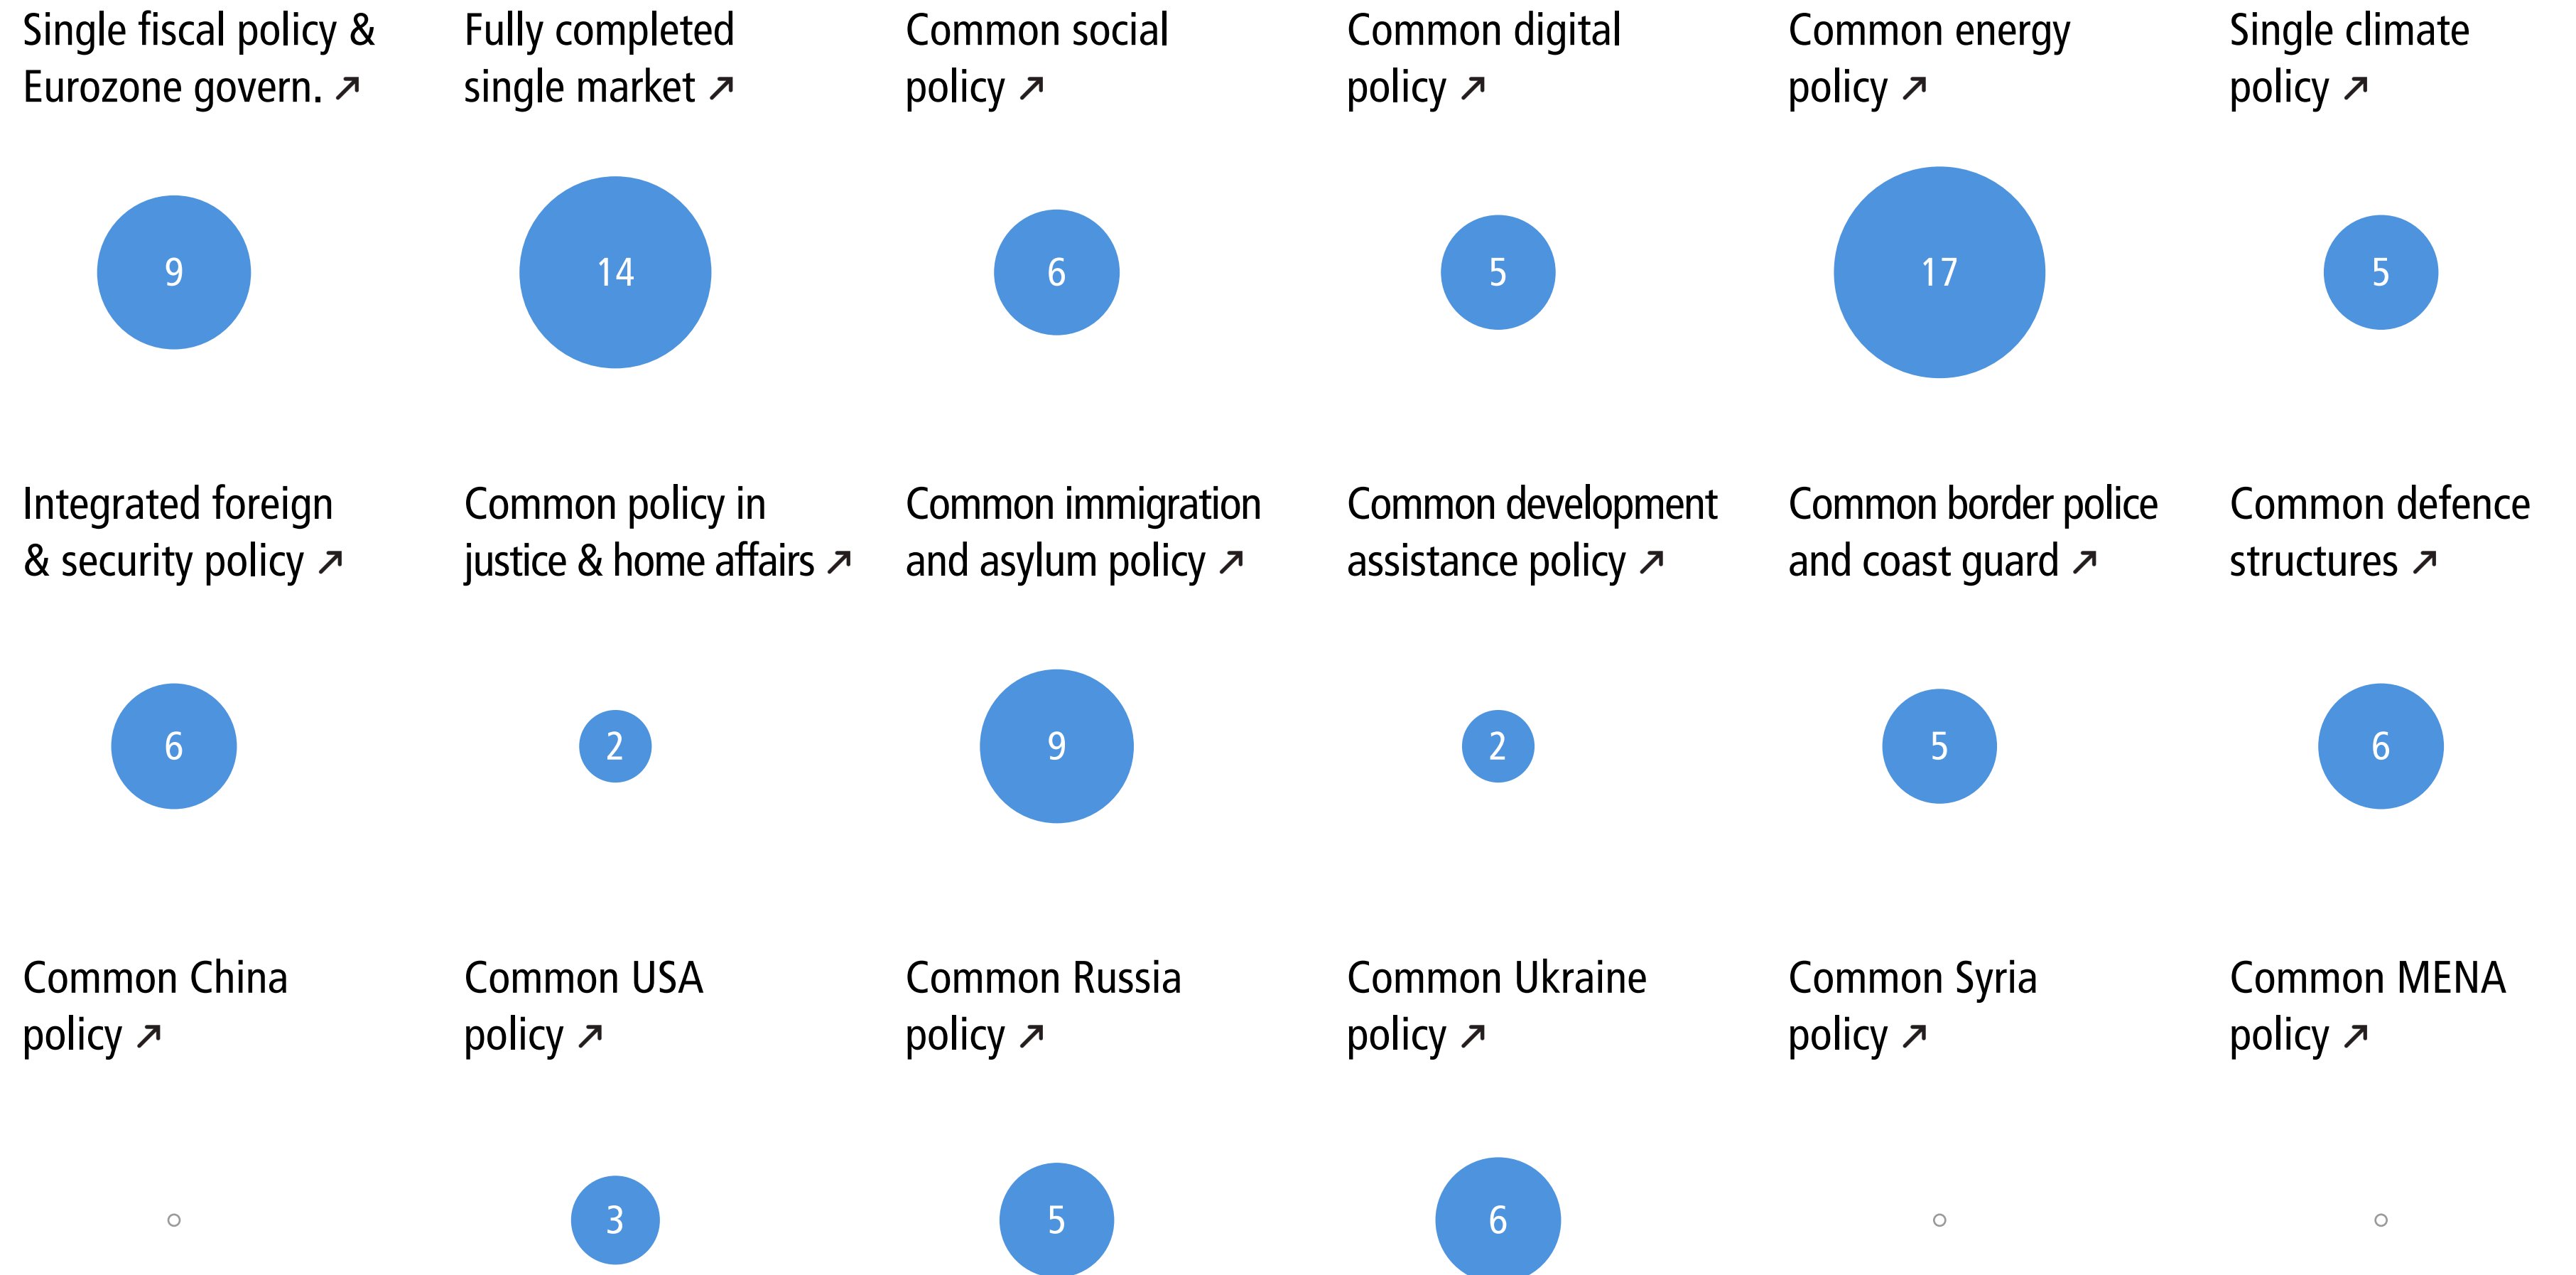 Single fiscal policy &
Eurozone govern. ↗
Fully completed
single market ↗
Common social
policy ↗
Common digital
policy ↗
Common energy
policy ↗
Single climate
policy ↗
9
14
6
5
17
5
Integrated foreign
& security policy ↗
Common policy in
justice & home affairs ↗
Common immigration
and asylum policy ↗
Common development
assistance policy ↗
Common border police
and coast guard ↗
Common defence
structures ↗
6
2
9
2
5
6
Common China
policy ↗
Common USA
policy ↗
Common Russia
policy ↗
Common Ukraine
policy ↗
Common Syria
policy ↗
Common MENA
policy ↗
3
5
6